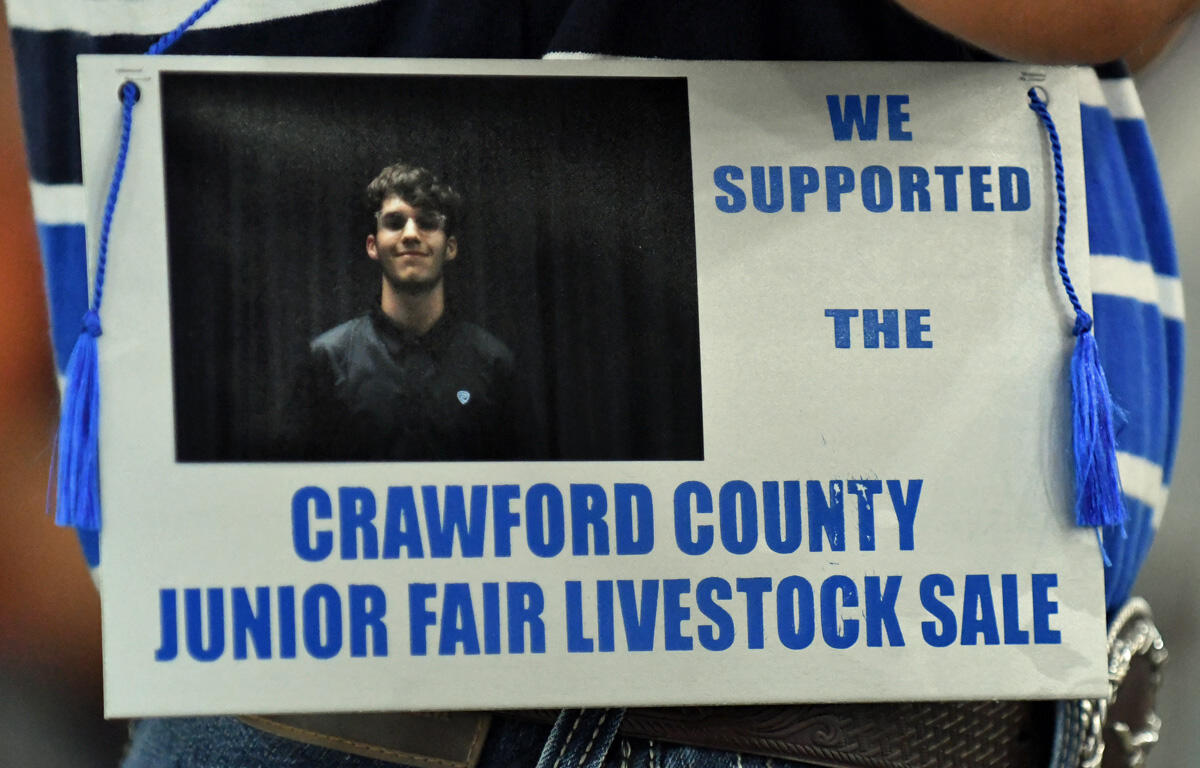 WE
SUPPORTED
THE
CRAWFORD COUNTY
JUNIOR FAIR LIVESTOCK SALE